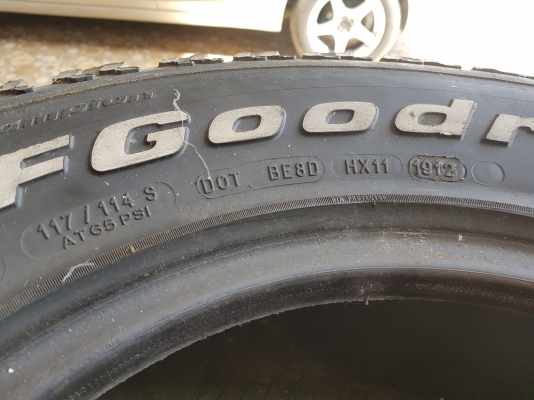 FGoodr
117/114 S
AT 65 PSI
DOT BE8D HX11 1912